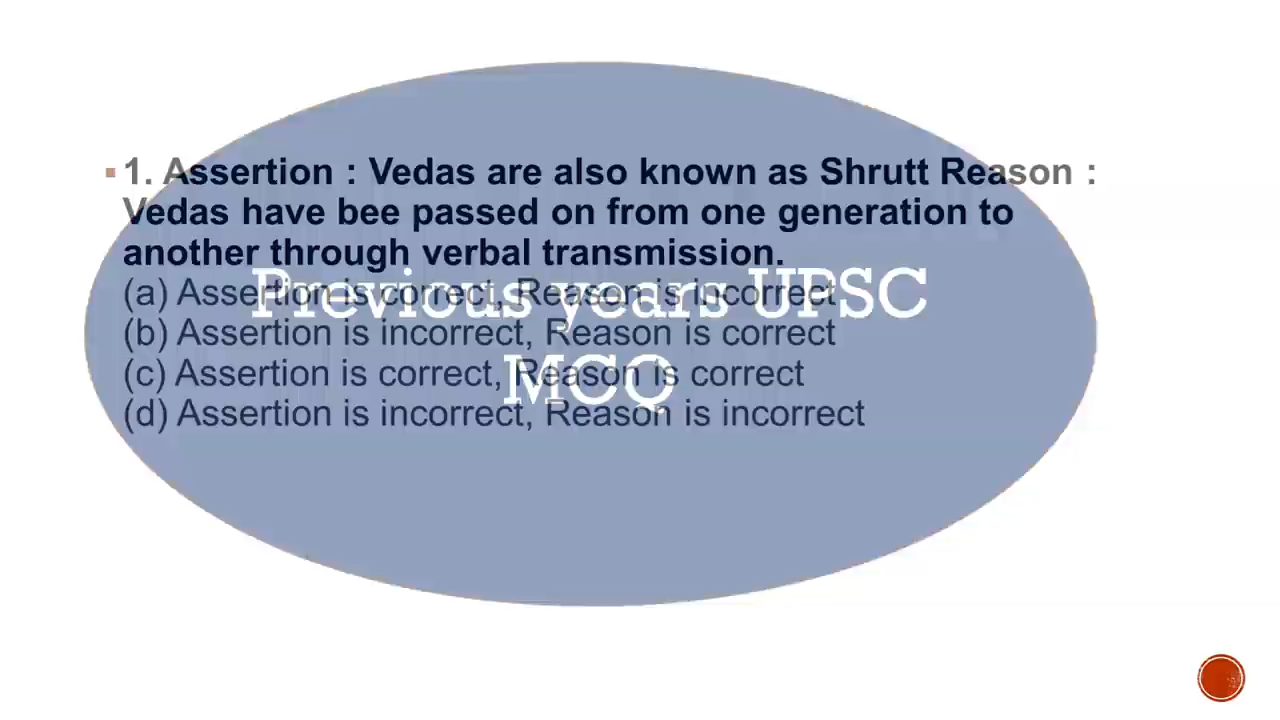 1. Assertion : Vedas are also known as Shrutt Reason :
Vedas have bee passed on from one generation to
another through verbal transmission.
(a) Assertion is correct, Reason is incorrect
(b) Assertion is incorrect, Reason is correct
(c) Assertion is correct, Reason is correct
(d) Assertion is incorrect, Reason is incorrect
Previous years UPSC
MCQ